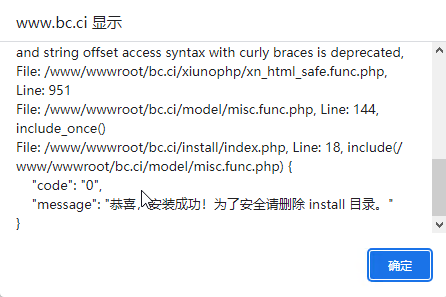 www.bc.ci 显示
and string offset access syntax with curly braces is deprecated,
File: /www/wwwroot/bc.ci/xiunophp/xn_html_safe.func.php,
Line: 951
File: /www/wwwroot/bc.ci/model/misc.func.php, Line: 144,
include_once()
File: /www/wwwroot/bc.ci/install/index.php, Line: 18, include(/
www/wwwroot/bc.ci/model/misc.func.php) {
"code": "0",
"message": "恭喜，安装成功！为了安全请删除 install 目录。"
}
确定